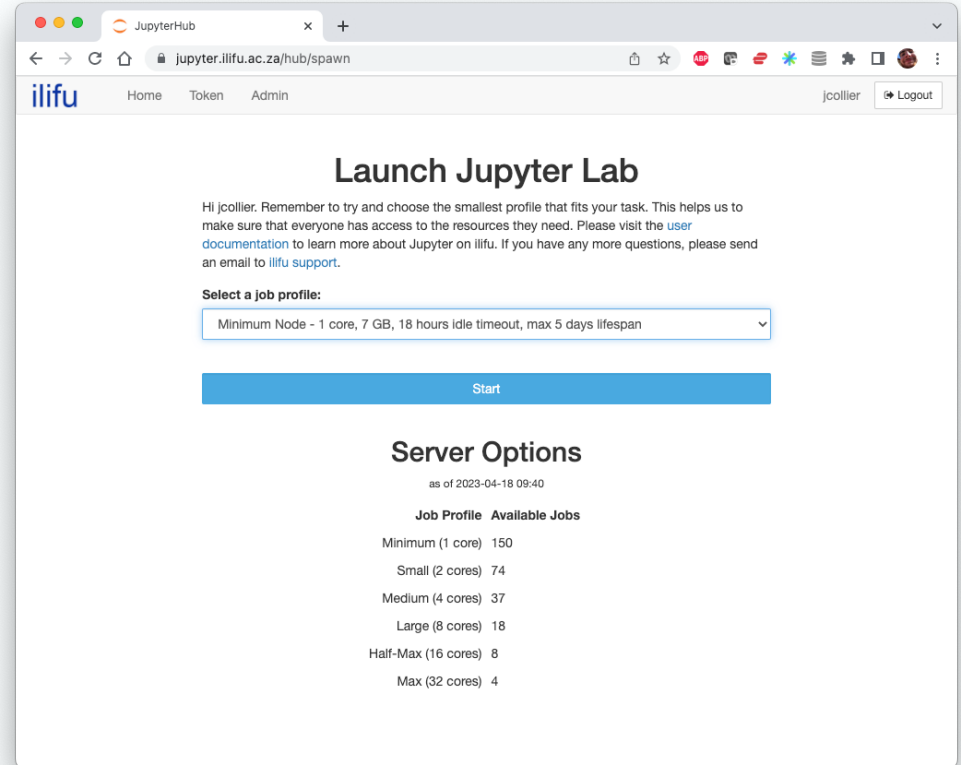 JupyterHub
jupyter.ilifu.ac.za/hub/spawn
ABP
ilifu Home Token Admin jcollier Logout
Launch Jupyter Lab
Hi jcollier. Remember to try and choose the smallest profile that fits your task. This helps us to
make sure that everyone has access to the resources they need. Please visit the user
documentation to learn more about Jupyter on ilifu. If you have any more questions, please send
an email to ilifu support.
Select a job profile:
Minimum Node - 1 core, 7 GB, 18 hours idle timeout, max 5 days lifespan
Start
Server Options
as of 2023-04-18 09:40
Job Profile Available Jobs
Minimum (1 core) 150
Small (2 cores) 74
Medium (4 cores) 37
Large (8 cores) 18
Half-Max (16 cores) 8
Max (32 cores) 4